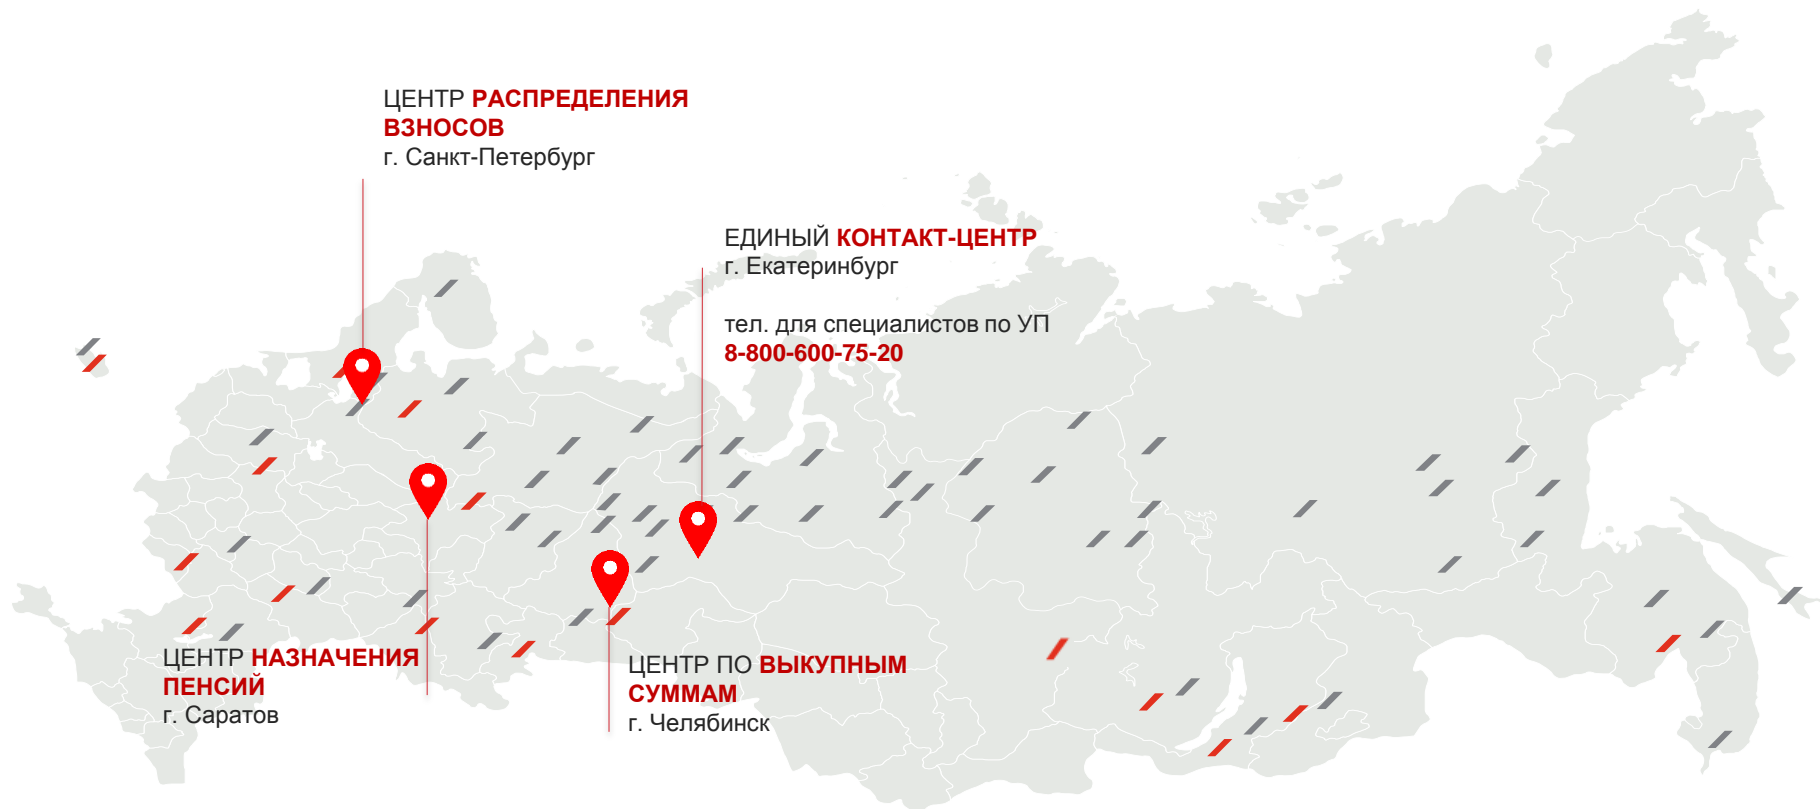 ЦЕНТР РАСПРЕДЕЛЕНИЯ
ВЗНОСОВ
г. Санкт-Петербург
ЕДИНЫЙ КОНТАКТ-ЦЕНТР
г. Екатеринбург
тел. для специалистов по УП
8-800-600-75-20
ЦЕНТР НАЗНАЧЕНИЯ
ПЕНСИЙ
г. Саратов
ЦЕНТР ПО ВЫКУПНЫМ
СУММАМ
г. Челябинск